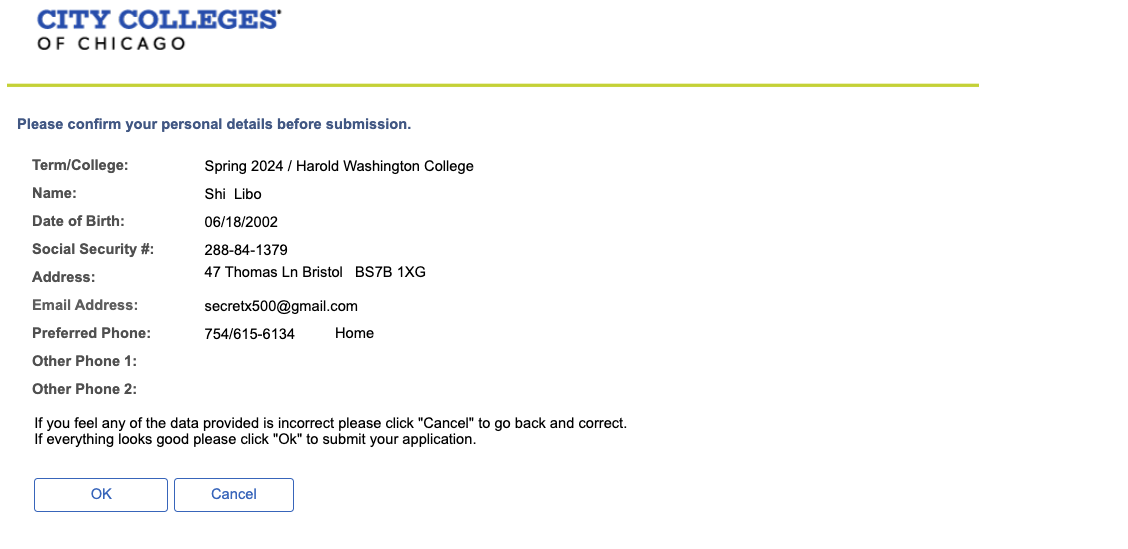 CITY COLLEGES
OF CHICAGO
Please confirm your personal details before submission.
Term/College: Spring 2024 / Harold Washington College
Name: Shi  Libo
Date of Birth: 06/18/2002
Social Security #: 288-84-1379
Address: 47 Thomas Ln Bristol   BS7B 1XG
Email Address: secretx500@gmail.com
Preferred Phone: 754/615-6134 Home
Other Phone 1:
Other Phone 2:
If you feel any of the data provided is incorrect please click "Cancel" to go back and correct.
If everything looks good please click "Ok" to submit your application.
OK Cancel